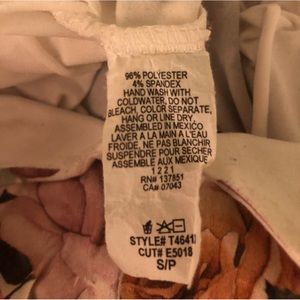 96% POLYESTER
4% SPANDEX
HAND WASH WITH
COLDWATER, DO NOT
BLEACH, COLOR SEPARATE,
HANG OR LINE DRY.
ASSEMBLED IN MEXICO
LAVER A LA MAIN A L'EAU
FROIDE, NE PAS BLANCHIR
SUSPENDRE POUR SECHER
ASSEMBLE AUX MEXIQUE
1221
RN# 137851
CA# 07043
STYLE# T4641
CUT# E5018
S/P